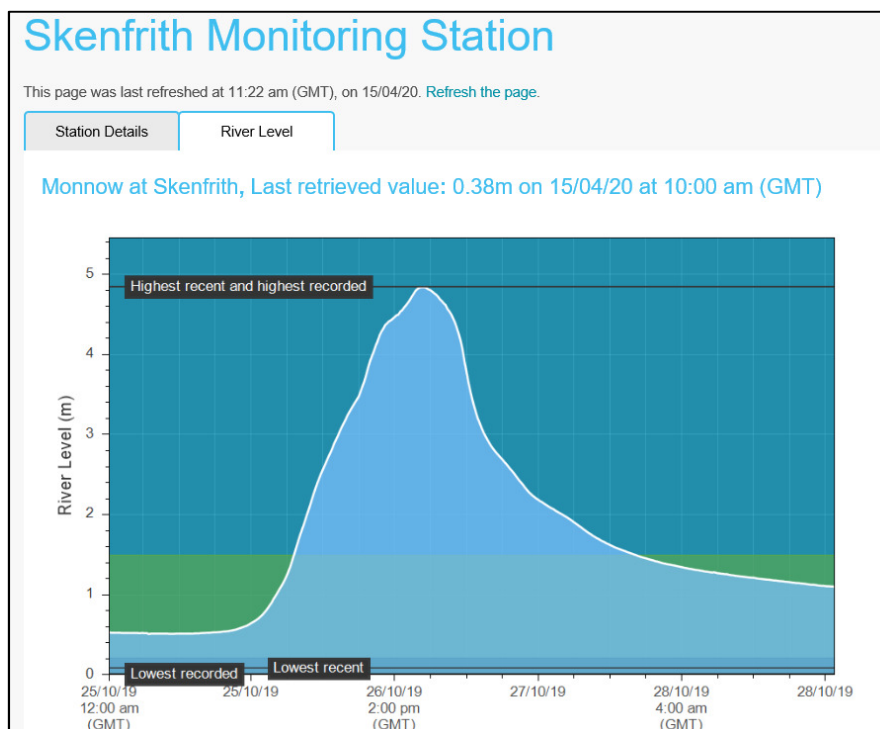 Skenfrith Monitoring Station
This page was last refreshed at 11:22 am (GMT), on 15/04/20. Refresh the page.
Station Details
River Level
Monnow at Skenfrith, Last retrieved value: 0.38m on 15/04/20 at 10:00 am (GMT)
River Level (m)
5
4
3
2
1
0
Highest recent and highest recorded
Lowest recorded
Lowest recent
25/10/19
12:00 am
(GMT)
25/10/19
26/10/19
2:00 pm
(GMT)
27/10/19
28/10/19
4:00 am
(GMT)
28/10/19